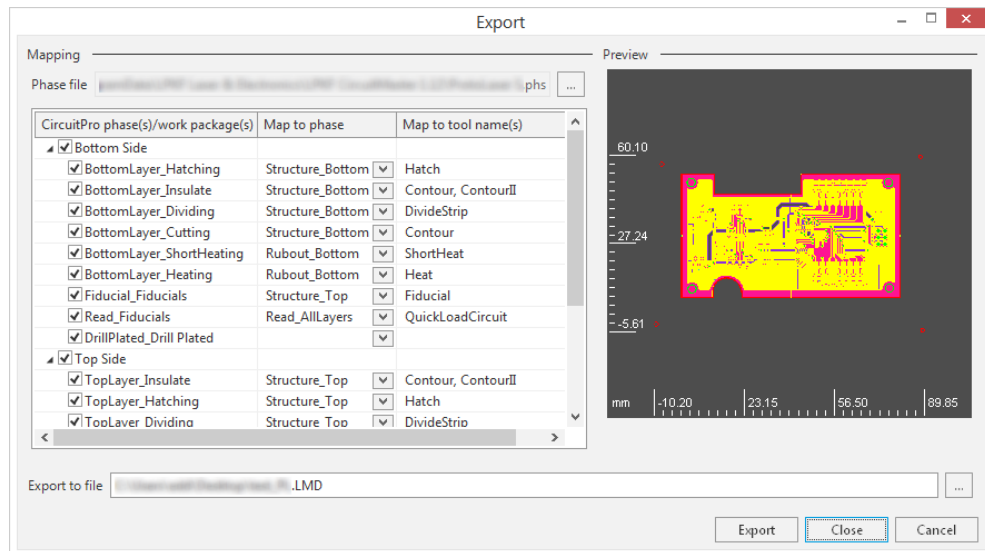 Export
Mapping
Preview
Phase file .phs ...
CircuitPro phase(s)/work package(s) Map to phase Map to tool name(s)
Bottom Side
BottomLayer_Hatching Structure_Bottom Hatch
BottomLayer_Insulate Structure_Bottom Contour, ContourII
BottomLayer_Dividing Structure_Bottom DivideStrip
BottomLayer_Cutting Structure_Bottom Contour
BottomLayer_ShortHeating Rubout_Bottom ShortHeat
BottomLayer_Heating Rubout_Bottom Heat
Fiducial_Fiducials Structure_Top Fiducial
Read_Fiducials Read_AllLayers QuickLoadCircuit
DrillPlated_Drill Plated
Top Side
TopLayer_Insulate Structure_Top Contour, ContourII
TopLayer_Hatching Structure_Top Hatch
TopLayer_Dividing Structure_Top DivideStrip
60.10
27.24
-5.61
mm -10.20 23.15 56.50 89.85
Export to file .LMD ...
Export Close Cancel